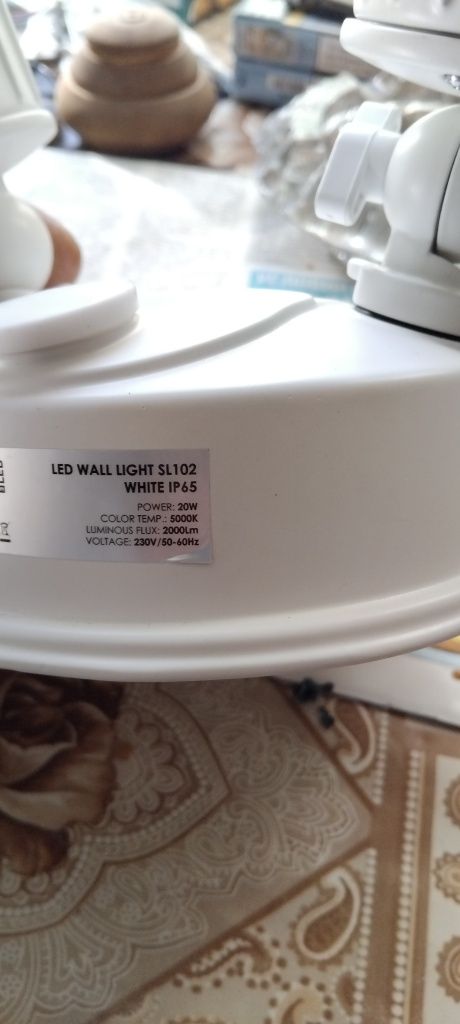 LED WALL LIGHT SL102
WHITE IP65
POWER: 20W
COLOR TEMP.: 5000K
LUMINOUS FLUX: 2000Lm
VOLTAGE: 230V/50-60Hz